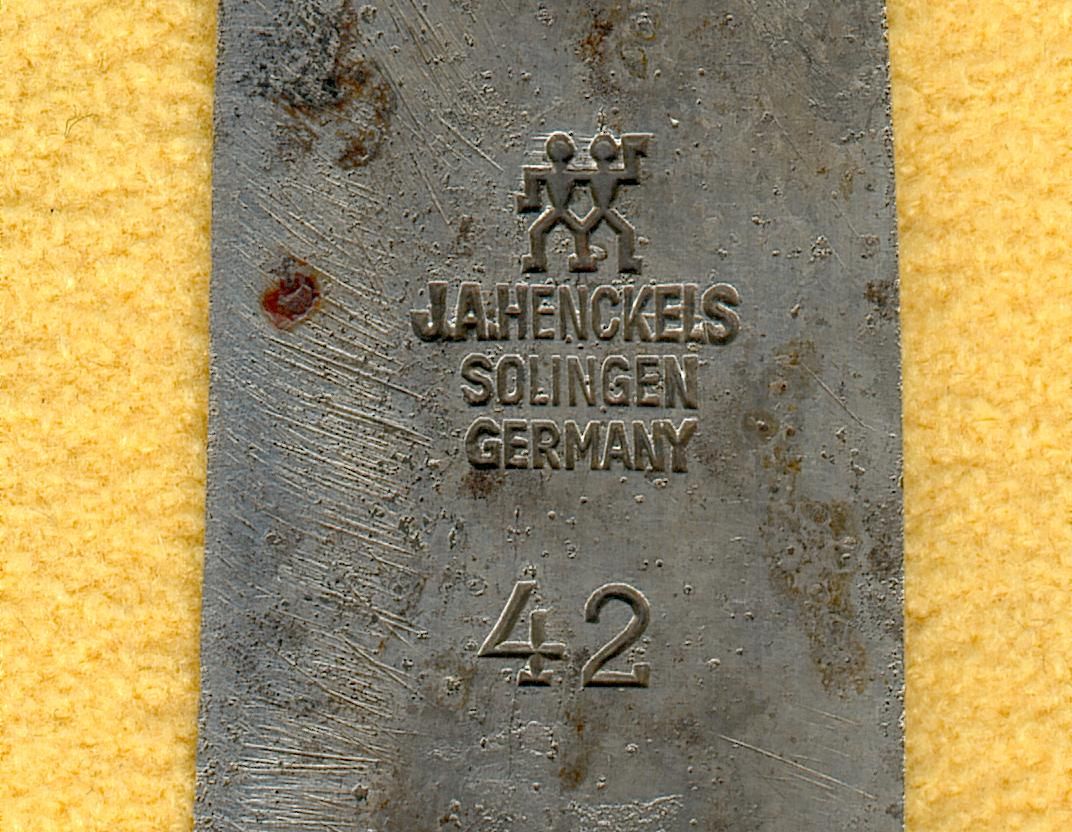 J.A.HENCKELS
SOLINGEN
GERMANY
42